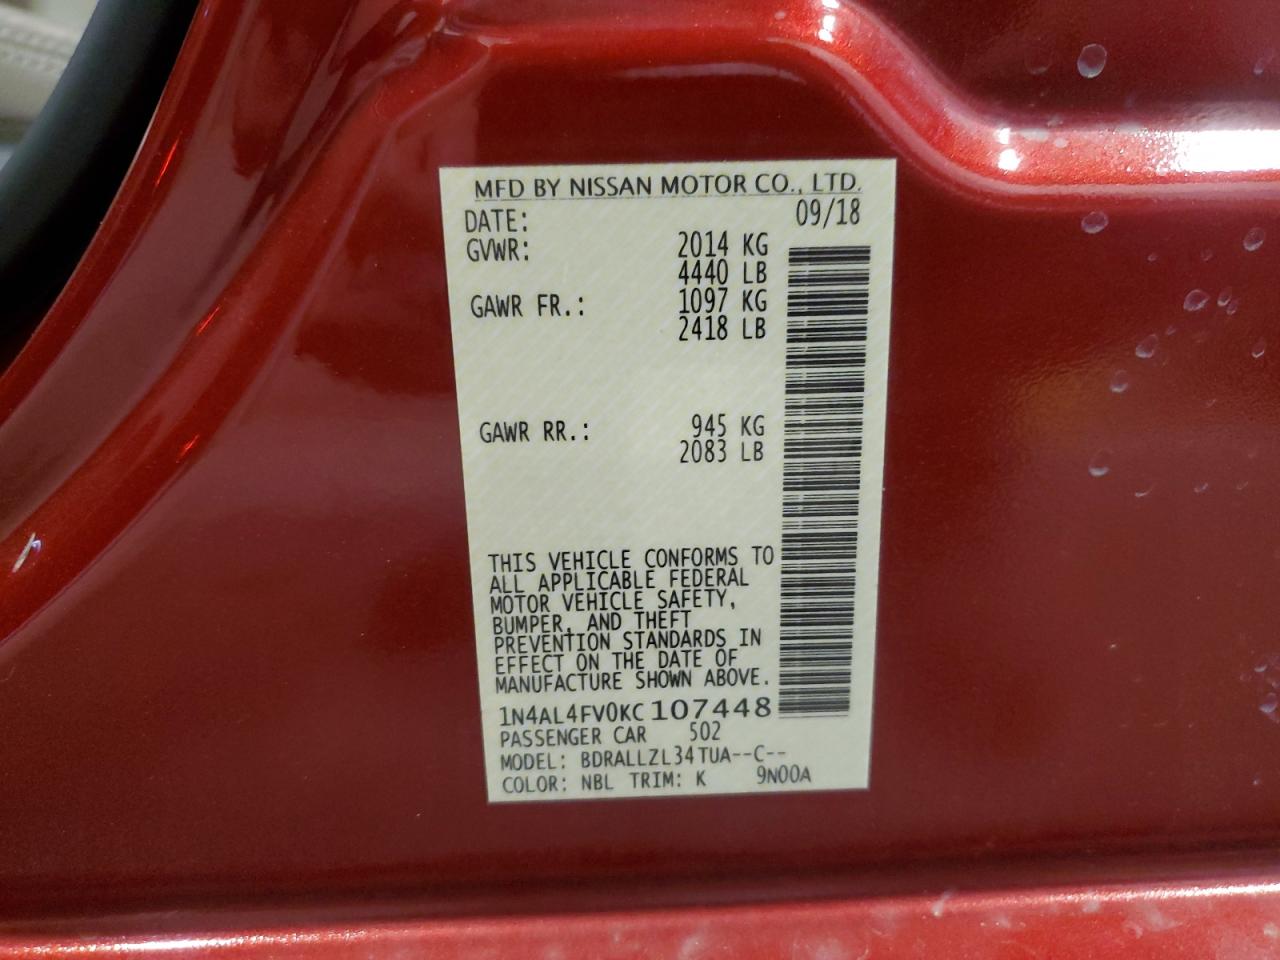 MFD BY NISSAN MOTOR CO., LTD.
DATE: 09/18
GVWR: 2014 KG
4440 LB
GAWR FR.: 1097 KG
2418 LB
GAWR RR.: 945 KG
2083 LB
THIS VEHICLE CONFORMS TO
ALL APPLICABLE FEDERAL
MOTOR VEHICLE SAFETY,
BUMPER, AND THEFT
PREVENTION STANDARDS IN
EFFECT ON THE DATE OF
MANUFACTURE SHOWN ABOVE.
1N4AL4FV0KC107448
PASSENGER CAR 502
MODEL: BDRALLZL34TUA--C--
COLOR: NBL TRIM: K 9N00A